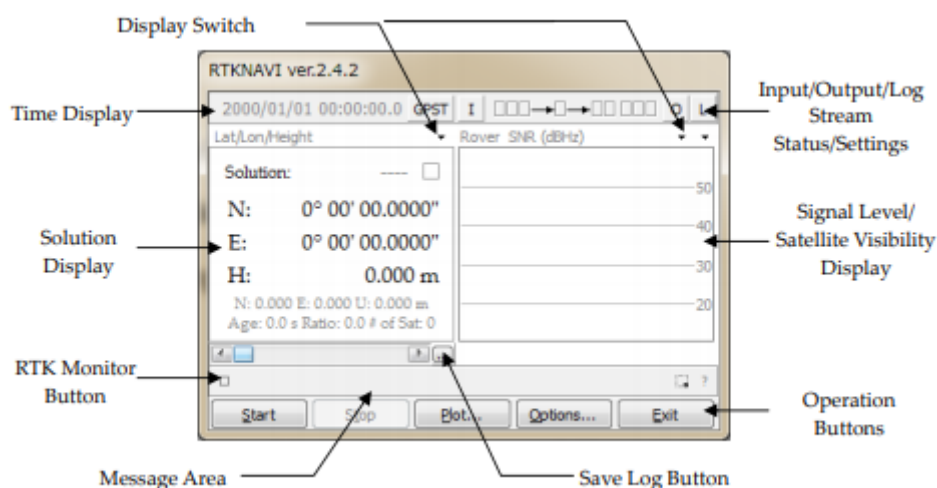 Display Switch
RTKNAVI ver.2.4.2
Time Display
2000/01/01 00:00:00.0 GPST I O L
Input/Output/Log
Stream
Status/Settings
Lat/Lon/Height
Rover SNR (dBHz)
Solution: ----
50
N: 0° 00' 00.0000"
40
E: 0° 00' 00.0000"
Solution
Display
Signal Level/
Satellite Visibility
Display
H: 0.000 m
30
N: 0.000 E: 0.000 U: 0.000 m
20
Age: 0.0 s Ratio: 0.0 # of Sat: 0
RTK Monitor
Button
?
Start Stop Plot... Options... Exit
Operation
Buttons
Message Area
Save Log Button